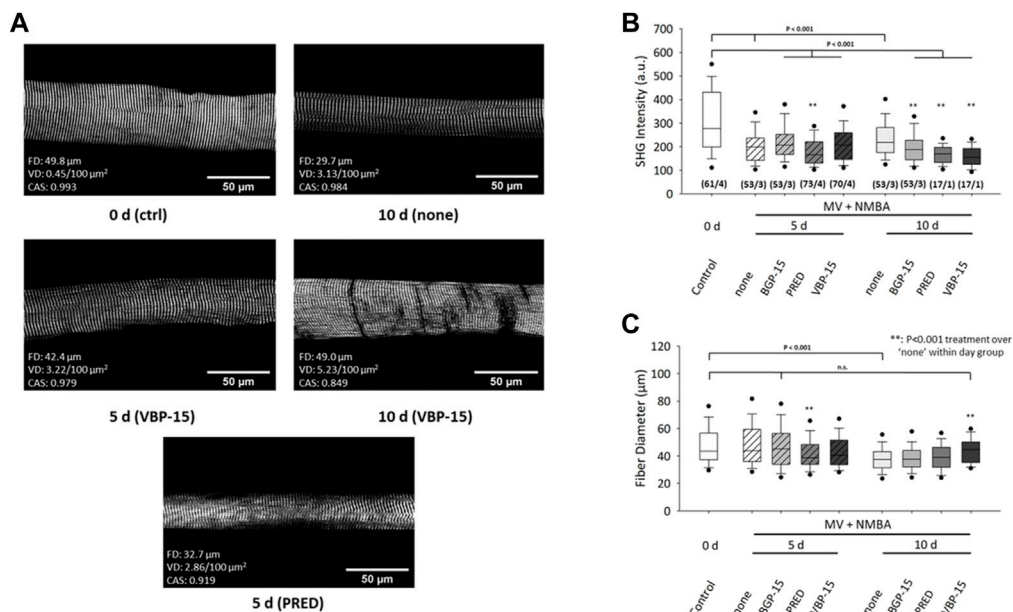 A
FD: 49.8 µm
VD: 0.45/100 µm²
CAS: 0.993
50 µm
0 d (ctrl)
FD: 29.7 µm
VD: 3.13/100 µm²
CAS: 0.984
50 µm
10 d (none)
FD: 42.4 µm
VD: 3.22/100 µm²
CAS: 0.979
50 µm
5 d (VBP-15)
FD: 49.0 µm
VD: 5.23/100 µm²
CAS: 0.849
50 µm
10 d (VBP-15)
FD: 32.7 µm
VD: 2.86/100 µm²
CAS: 0.919
50 µm
5 d (PRED)
B
SHG Intensity (a.u.)
700
600
500
400
300
200
100
0
P < 0.001
P < 0.001
** ** ** **
(61/4) (53/3) (53/3) (73/4) (70/4) (53/3) (53/3) (17/1) (17/1)
MV + NMBA
0 d 5 d 10 d
Control none BGP-15 PRED VBP-15 none BGP-15 PRED VBP-15
C
**: P<0.001 treatment over
'none' within day group
Fiber Diameter (µm)
120
100
80
60
40
20
0
P < 0.001
n.s.
** **
MV + NMBA
0 d 5 d 10 d
Control none BGP-15 PRED VBP-15 none BGP-15 PRED VBP-15